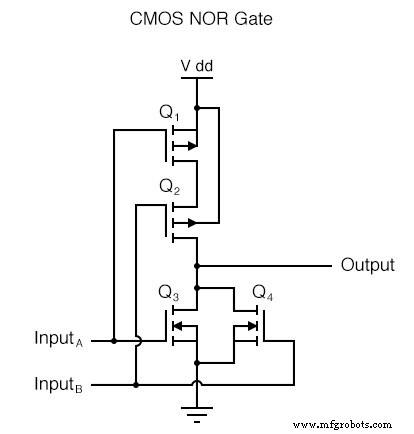 CMOS NOR Gate
V dd
Q1
Q2
Output
Q3
Q4
InputA
InputB
www.mfgrobots.com